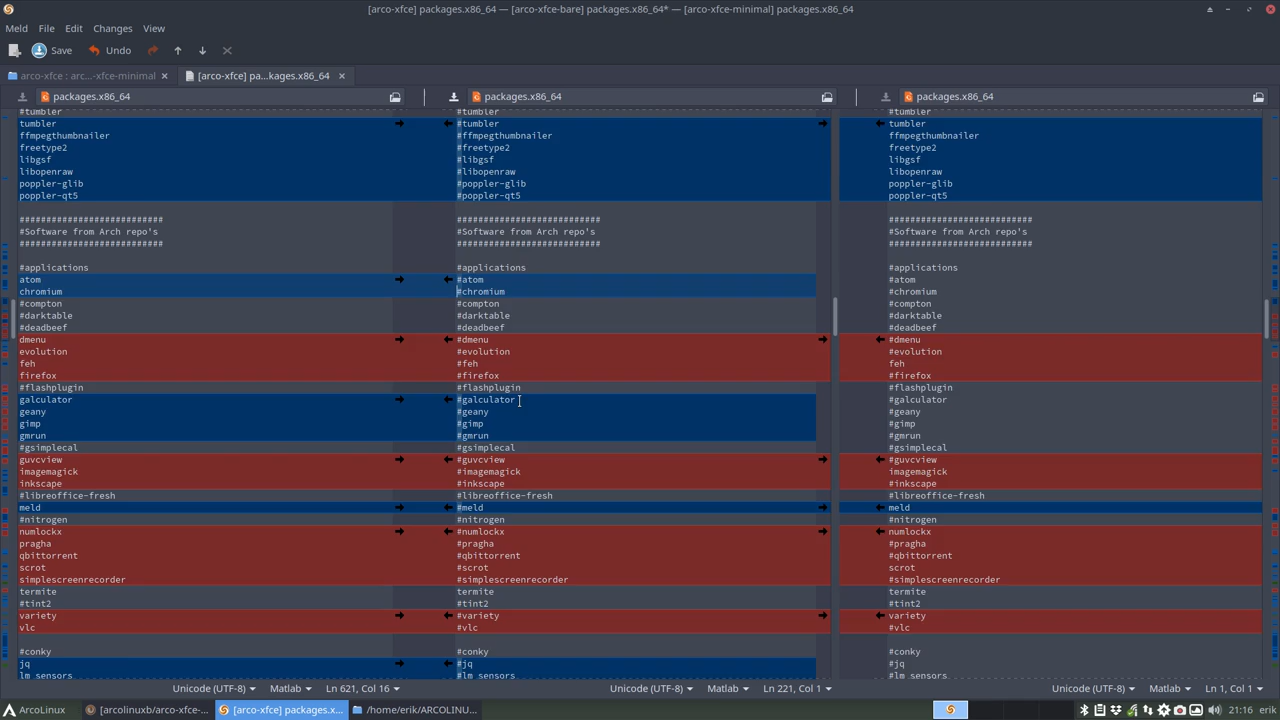 [arco-xfce] packages.x86_64 — [arco-xfce-bare] packages.x86_64* — [arco-xfce-minimal] packages.x86_64
Meld File Edit Changes View
Save Undo
arco-xfce : arc...-xfce-minimal [arco-xfce] pa...kages.x86_64
packages.x86_64
#tumbler
tumbler
ffmpegthumbnailer
freetype2
libgsf
libopenraw
poppler-glib
poppler-qt5
###########################
#Software from Arch repo's
###########################
#applications
atom
chromium
#compton
#darktable
#deadbeef
dmenu
evolution
feh
firefox
#flashplugin
galculator
geany
gimp
gmrun
#gsimplecal
guvcview
imagemagick
inkscape
#libreoffice-fresh
meld
#nitrogen
numlockx
pragha
qbittorrent
scrot
simplescreenrecorder
termite
#tint2
variety
vlc
#conky
jq
lm_sensors
packages.x86_64
#tumbler
#tumbler
#ffmpegthumbnailer
#freetype2
#libgsf
#libopenraw
#poppler-glib
#poppler-qt5
###########################
#Software from Arch repo's
###########################
#applications
#atom
#chromium
#compton
#darktable
#deadbeef
#dmenu
#evolution
#feh
#firefox
#flashplugin
#galculator
#geany
#gimp
#gmrun
#gsimplecal
#guvcview
#imagemagick
#inkscape
#libreoffice-fresh
#meld
#nitrogen
#numlockx
#pragha
#qbittorrent
#scrot
#simplescreenrecorder
termite
#tint2
#variety
#vlc
#conky
#jq
#lm_sensors
packages.x86_64
#tumbler
tumbler
ffmpegthumbnailer
freetype2
libgsf
libopenraw
poppler-glib
poppler-qt5
###########################
#Software from Arch repo's
###########################
#applications
#atom
#chromium
#compton
#darktable
#deadbeef
#dmenu
#evolution
feh
#firefox
#flashplugin
#galculator
#geany
#gimp
#gmrun
#gsimplecal
#guvcview
imagemagick
#inkscape
#libreoffice-fresh
meld
#nitrogen
numlockx
#pragha
#qbittorrent
scrot
#simplescreenrecorder
termite
#tint2
variety
#vlc
#conky
#jq
#lm_sensors
Unicode (UTF-8) Matlab Ln 621, Col 16 Unicode (UTF-8) Matlab Ln 221, Col 1 Unicode (UTF-8) Matlab Ln 1, Col 1
ArcoLinux [arcolinuxb/arco-xfce-... [arco-xfce] packages.x... /home/erik/ARCOLINU... 21:16 erik